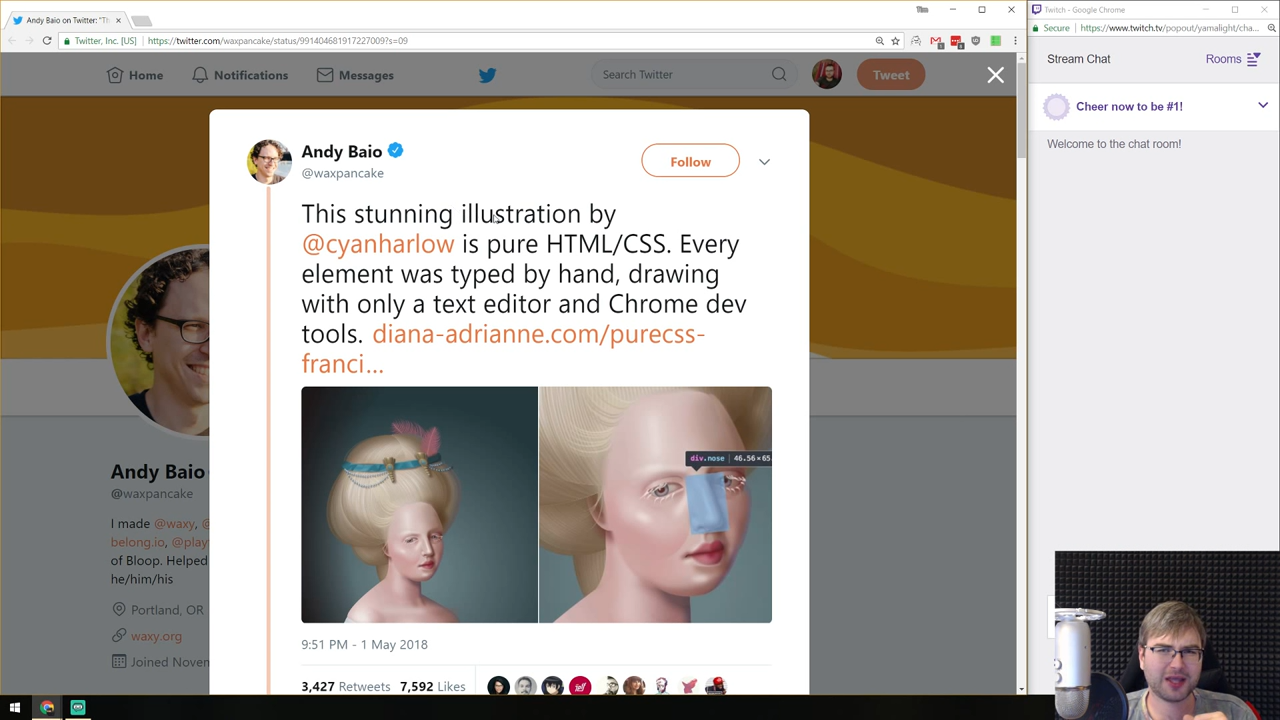 Andy Baio on Twitter: "Th
Twitter, Inc. [US]
https://twitter.com/waxpancake/status/991404681917227009?s=09
Home
Notifications
Messages
Search Twitter
Tweet
Andy Baio
@waxpancake
Follow
This stunning illustration by
@cyanharlow is pure HTML/CSS. Every
element was typed by hand, drawing
with only a text editor and Chrome dev
tools. diana-adrianne.com/purecss-
franci...
div.nose 46.56×65
9:51 PM - 1 May 2018
3,427 Retweets 7,592 Likes
Andy Baio
@waxpancake
I made @waxy, @
belong.io, @play
of Bloop. Helped
he/him/his
Portland, OR
waxy.org
Joined Novem
Twitch - Google Chrome
Secure
https://www.twitch.tv/popout/yamalight/cha...
Stream Chat
Rooms
Cheer now to be #1!
Welcome to the chat room!